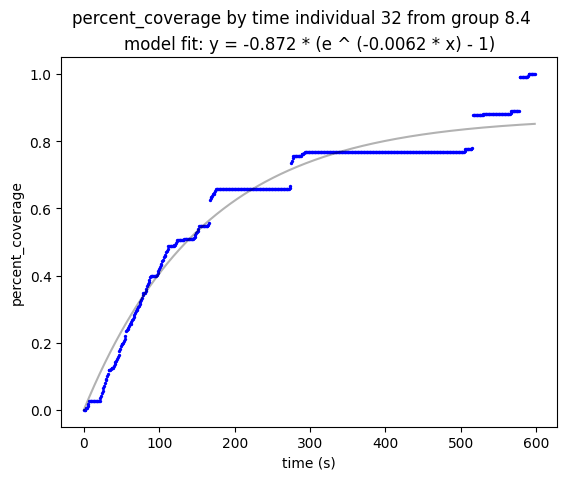 percent_coverage by time individual 32 from group 8.4
model fit: y = -0.872 * (e ^ (-0.0062 * x) - 1)
1.0
0.8
0.6
0.4
0.2
0.0
percent_coverage
0 100 200 300 400 500 600
time (s)